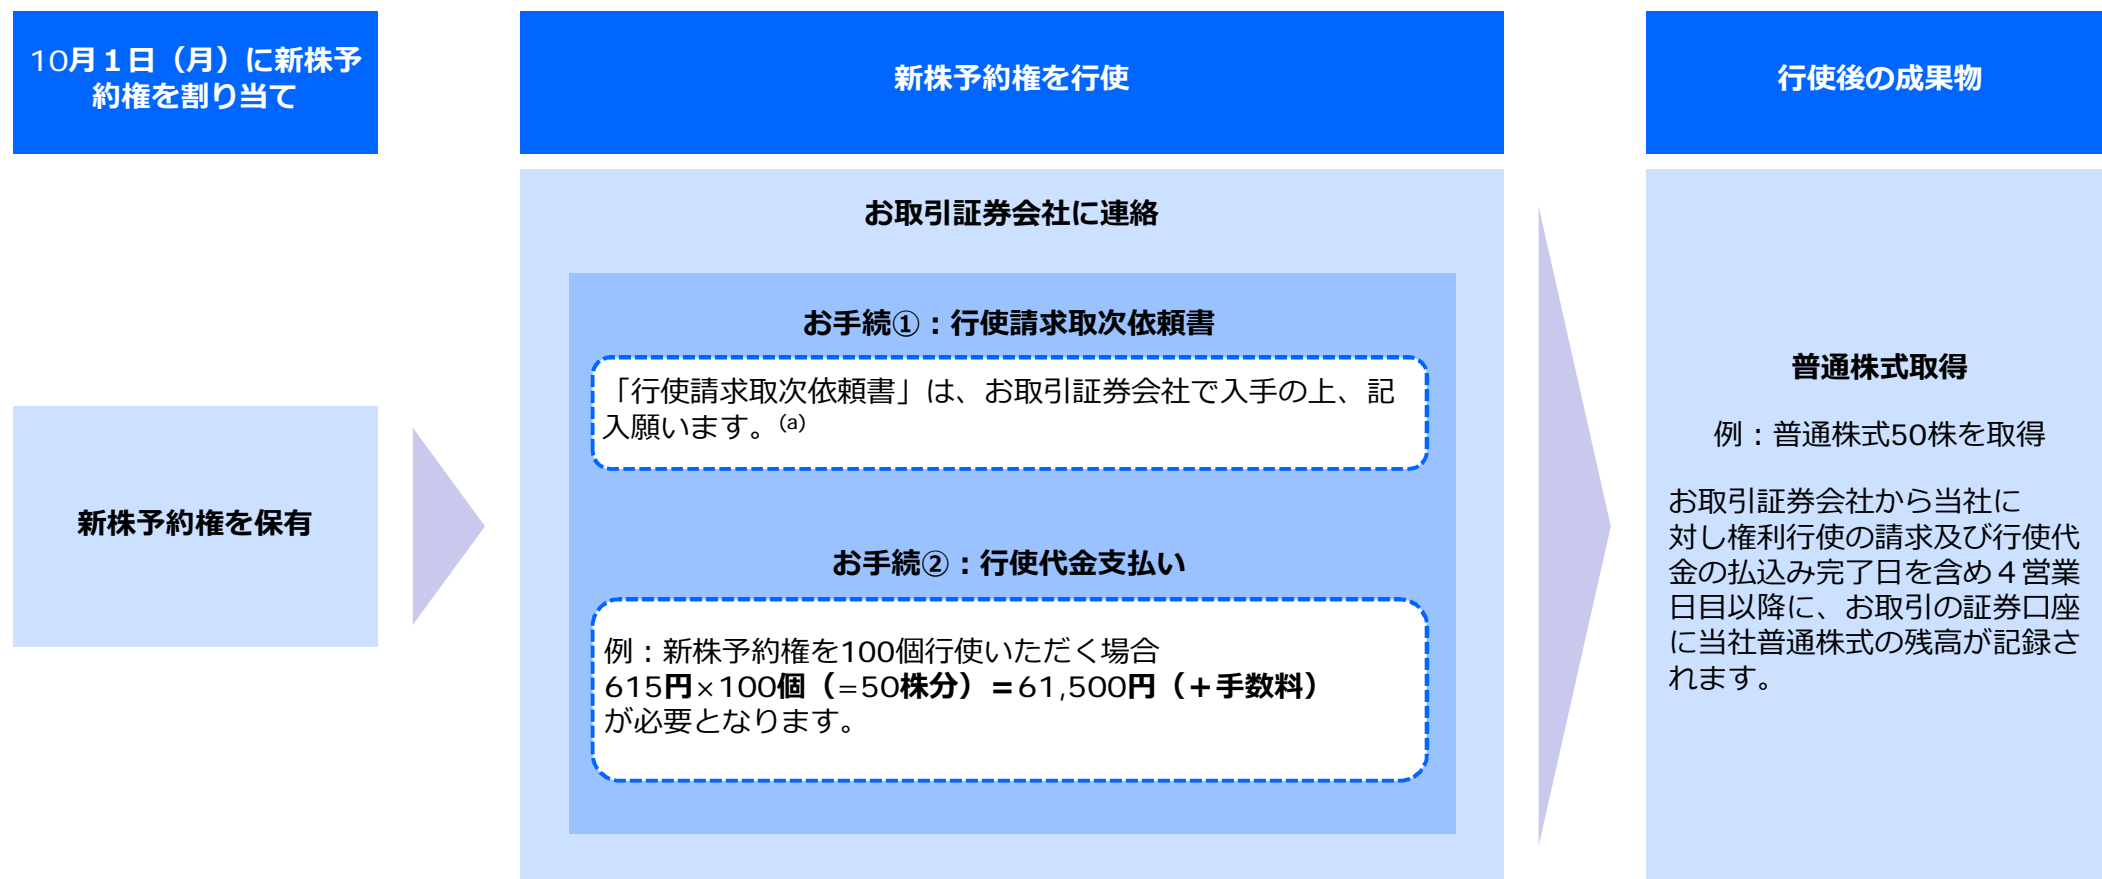 10月１日（月）に新株予
約権を割り当て
新株予約権を保有
新株予約権を行使
お取引証券会社に連絡
お手続①：行使請求取次依頼書
「行使請求取次依頼書」は、お取引証券会社で入手の上、記
入願います。(a)
お手続②：行使代金支払い
例：新株予約権を100個行使いただく場合
615円×100個（=50株分）＝61,500円（＋手数料）
が必要となります。
行使後の成果物
普通株式取得
例：普通株式50株を取得
お取引証券会社から当社に
対し権利行使の請求及び行使代
金の払込み完了日を含め４営業
日目以降に、お取引の証券口座
に当社普通株式の残高が記録さ
れます。